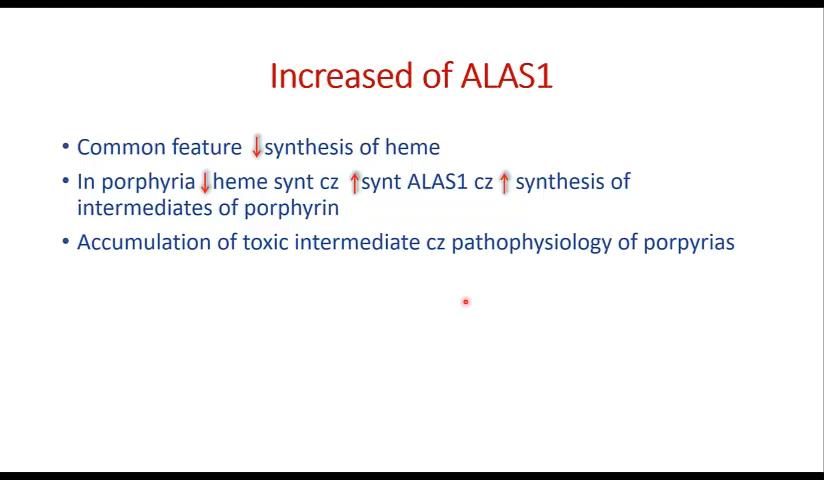 Increased of ALAS1
• Common feature ↓synthesis of heme
• In porphyria ↓heme synt cz ↑synt ALAS1 cz ↑ synthesis of
intermediates of porphyrin
• Accumulation of toxic intermediate cz pathophysiology of porpyrias